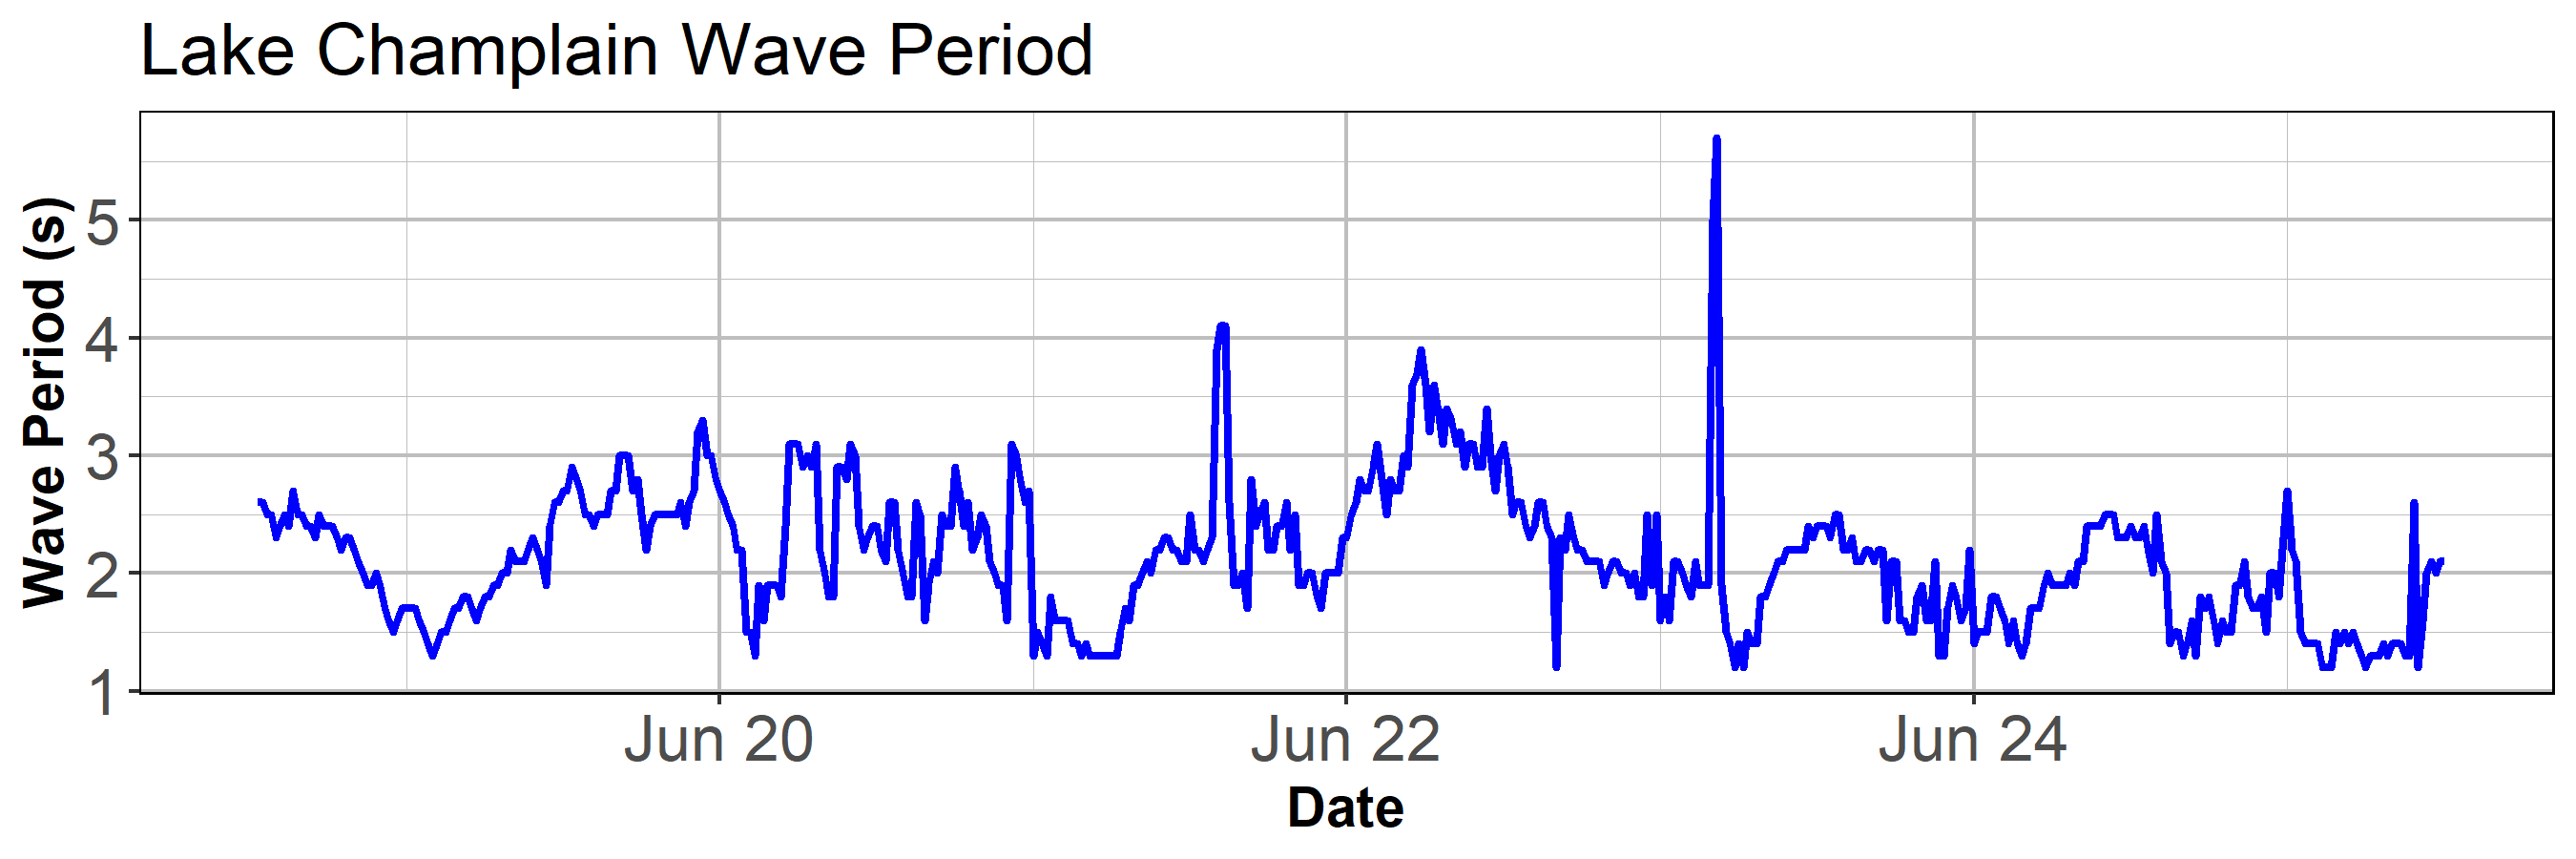 Lake Champlain Wave Period
Wave Period (s)
5
4
3
2
1
Jun 20
Jun 22
Jun 24
Date